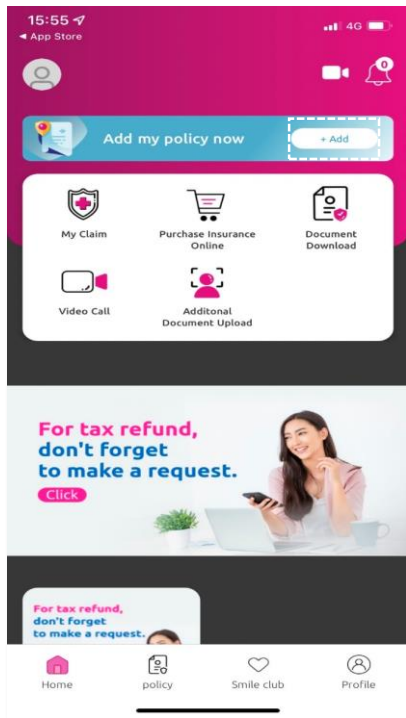 15:55
4G
◀ App Store
0
Add my policy now
+ Add
My Claim
Purchase Insurance
Online
Document
Download
Video Call
Additonal
Document Upload
For tax refund,
don't forget
to make a request.
Click
For tax refund,
don't forget
to make a request.
Home
policy
Smile club
Profile